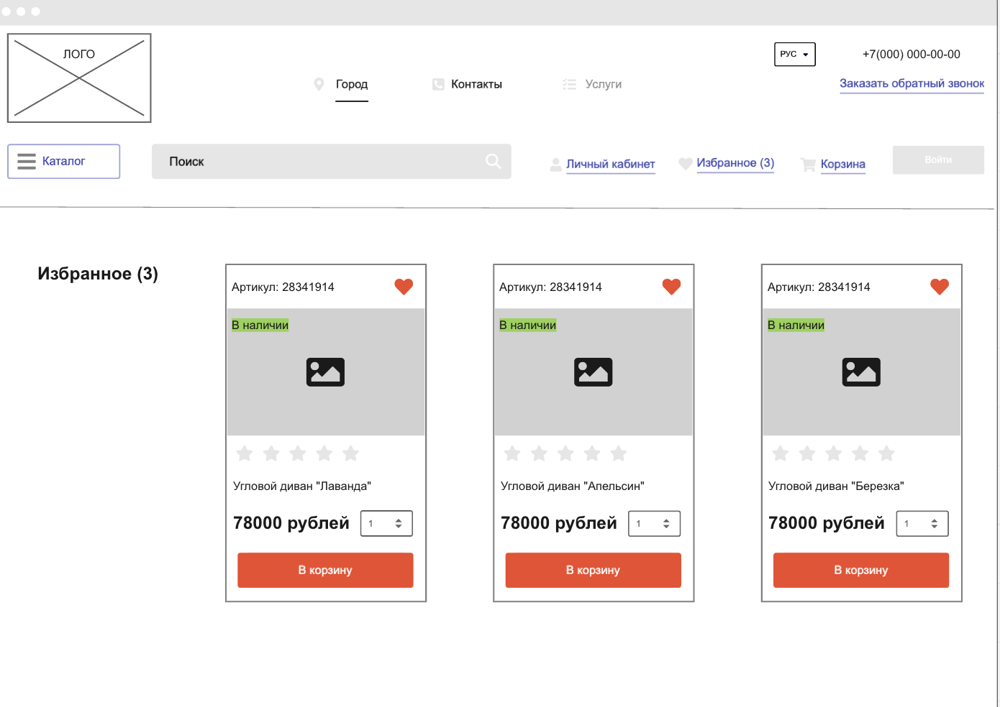 ЛОГО
РУС
+7(000) 000-00-00
Город
Контакты
Услуги
Заказать обратный звонок
Каталог
Поиск
Личный кабинет
Избранное (3)
Корзина
Войти
Избранное (3)
Артикул: 28341914
В наличии
Угловой диван "Лаванда"
78000 рублей
1
В корзину
Артикул: 28341914
В наличии
Угловой диван "Апельсин"
78000 рублей
1
В корзину
Артикул: 28341914
В наличии
Угловой диван "Березка"
78000 рублей
1
В корзину